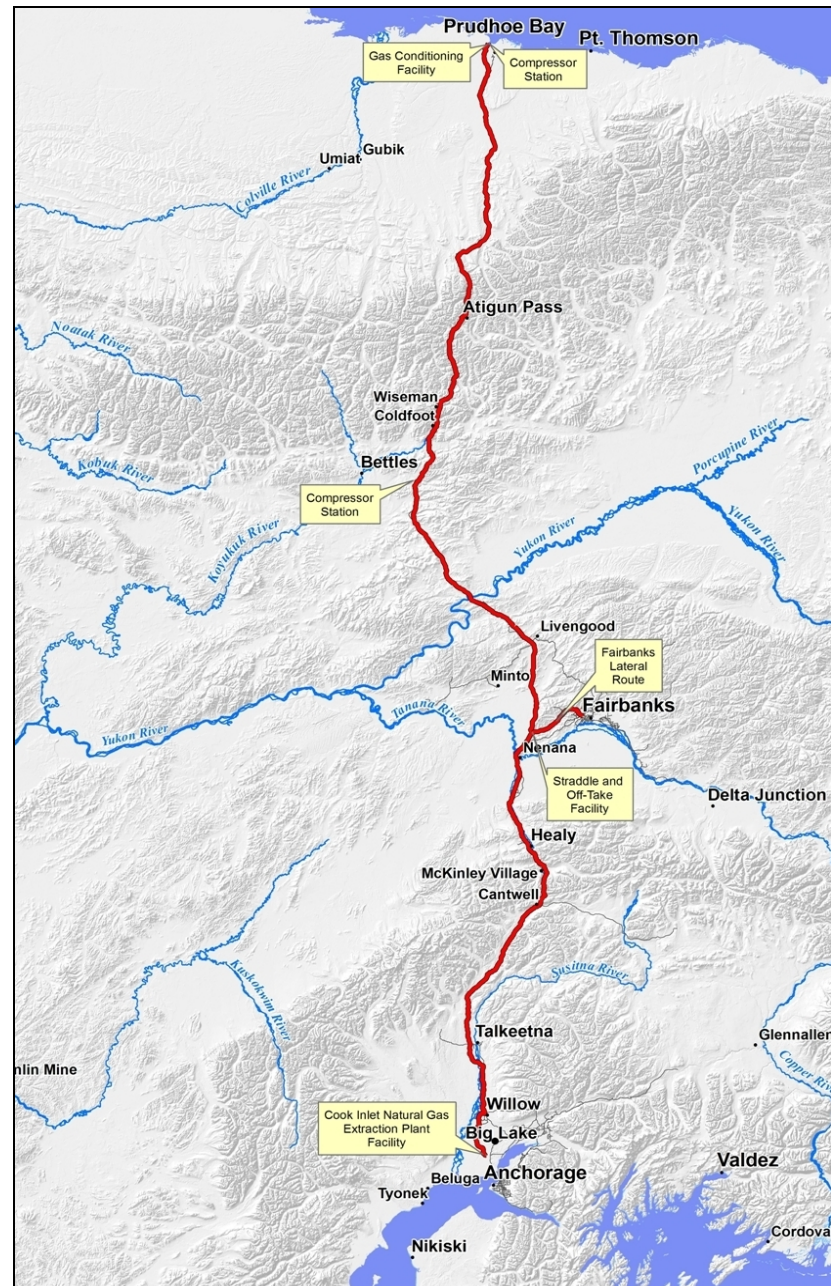 Prudhoe Bay
Pt. Thomson
Gas Conditioning
Facility
Compressor
Station
Gubik
Umiat
Colville River
Atigun Pass
Noatak River
Wiseman
Coldfoot
Kobuk River
Bettles
Porcupine River
Compressor
Station
Yukon River
Yukon River
Koyukuk River
Livengood
Fairbanks
Lateral
Route
Minto
Fairbanks
Tanana River
Yukon River
Nenana
Straddle and
Off-Take
Facility
Delta Junction
Healy
McKinley Village
Cantwell
Kuskokwim River
Susitna River
Talkeetna
Glennallen
Copper Rive
nlin Mine
Willow
Cook Inlet Natural Gas
Extraction Plant
Facility
Big Lake
Anchorage
Valdez
Beluga
Tyonek
Cordova
Nikiski